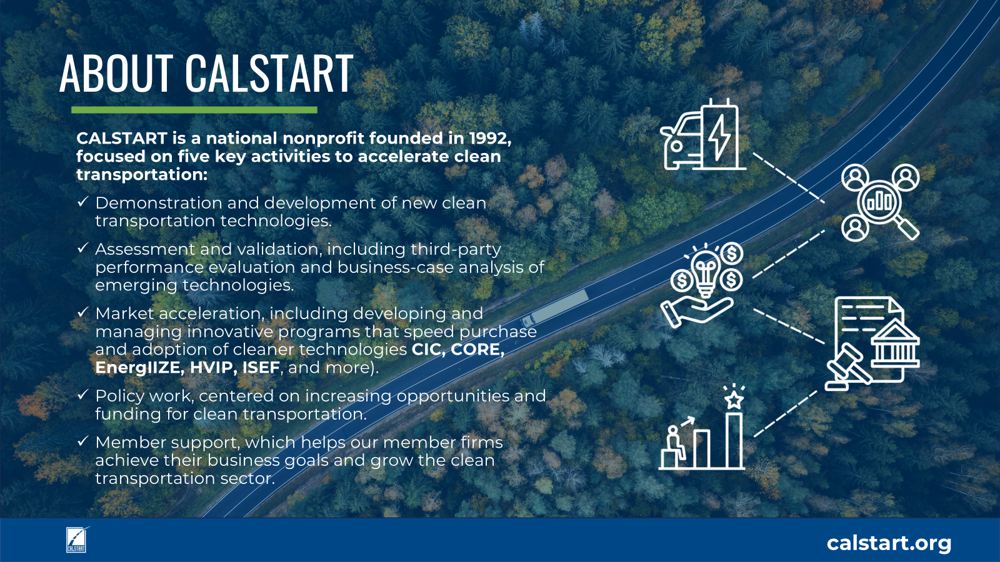 ABOUT CALSTART
CALSTART is a national nonprofit founded in 1992,
focused on five key activities to accelerate clean
transportation:
✓ Demonstration and development of new clean
transportation technologies.
✓ Assessment and validation, including third-party
performance evaluation and business-case analysis of
emerging technologies.
✓ Market acceleration, including developing and
managing innovative programs that speed purchase
and adoption of cleaner technologies CIC, CORE,
EnergIIZE, HVIP, ISEF, and more).
✓ Policy work, centered on increasing opportunities and
funding for clean transportation.
✓ Member support, which helps our member firms
achieve their business goals and grow the clean
transportation sector.
$
$
$
CALSTART
calstart.org